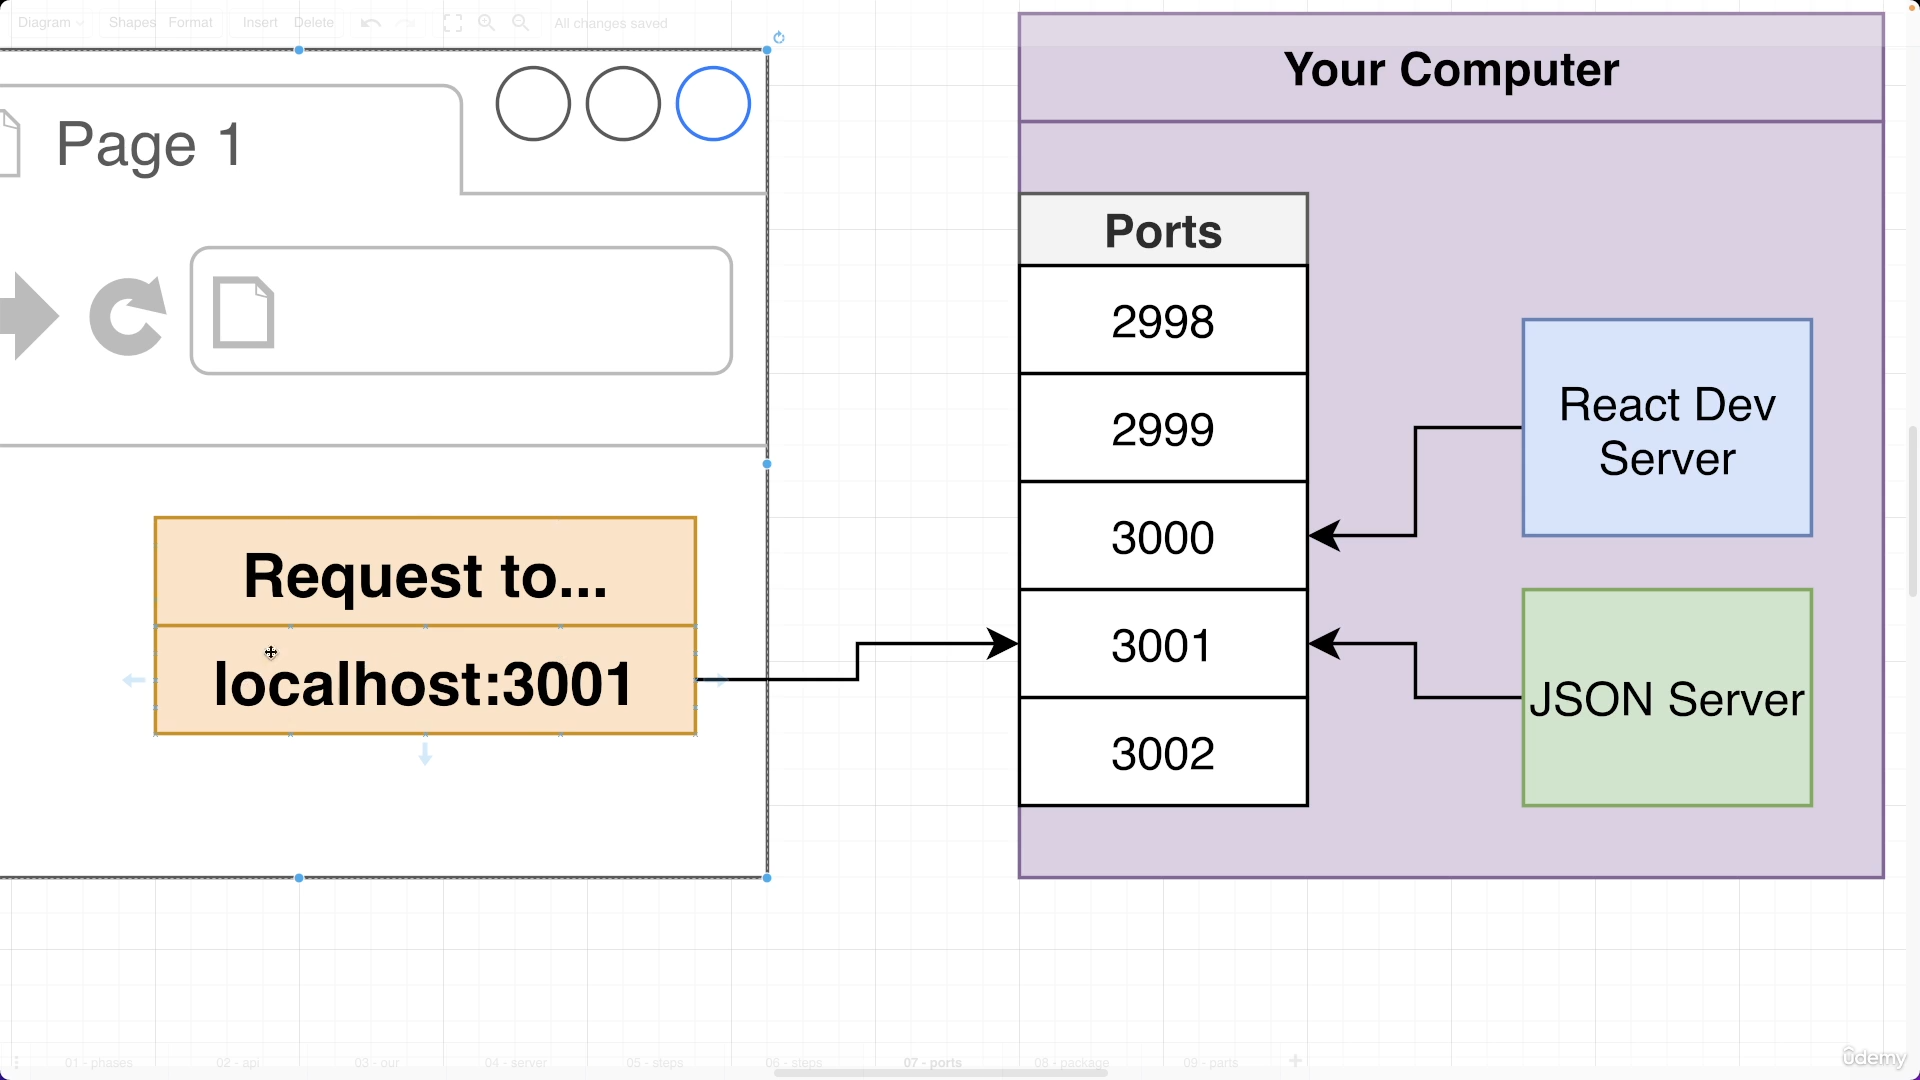 Diagram Shapes Format Insert Delete All changes saved
Your Computer
Page 1
Ports
2998
2999
3000
3001
3002
React Dev
Server
JSON Server
Request to...
localhost:3001
01 - phases 02 - api 03 - our 04 - server 05 - steps 06 - steps 07 - ports 08 - package 09 - parts
ûdemy